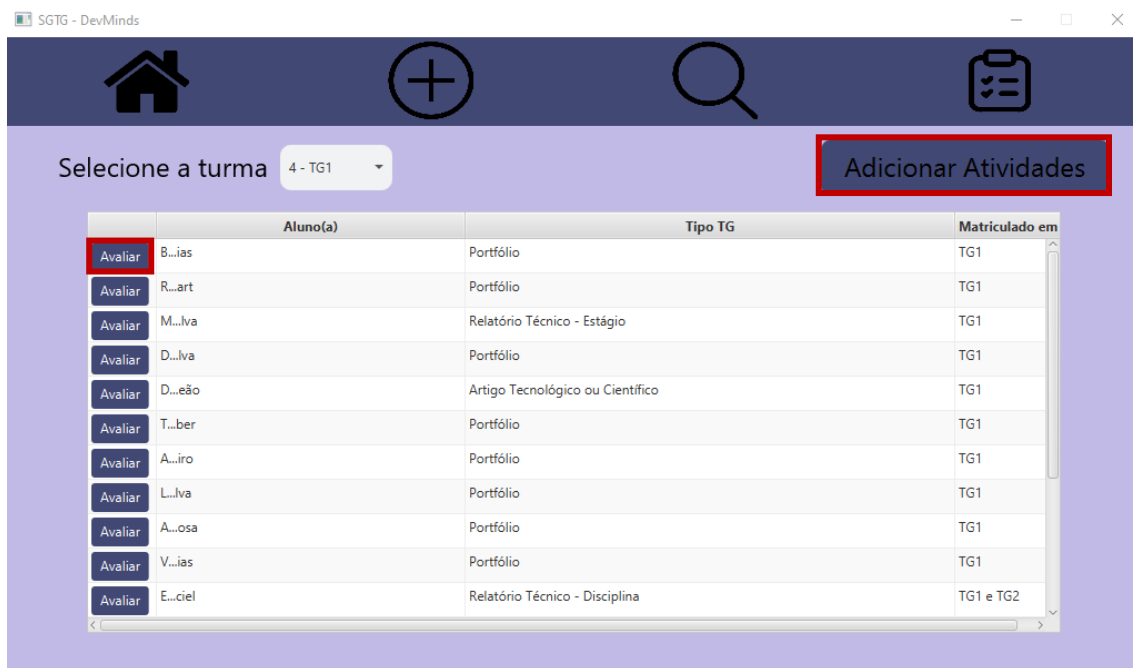 SGTG - DevMinds
Selecione a turma 4 - TG1 Adicionar Atividades
Aluno(a) Tipo TG Matriculado em
Avaliar B...ias Portfólio TG1
Avaliar R...art Portfólio TG1
Avaliar M...lva Relatório Técnico - Estágio TG1
Avaliar D...lva Portfólio TG1
Avaliar D...eão Artigo Tecnológico ou Científico TG1
Avaliar T...ber Portfólio TG1
Avaliar A...iro Portfólio TG1
Avaliar L...lva Portfólio TG1
Avaliar A...osa Portfólio TG1
Avaliar V...ias Portfólio TG1
Avaliar E...ciel Relatório Técnico - Disciplina TG1 e TG2